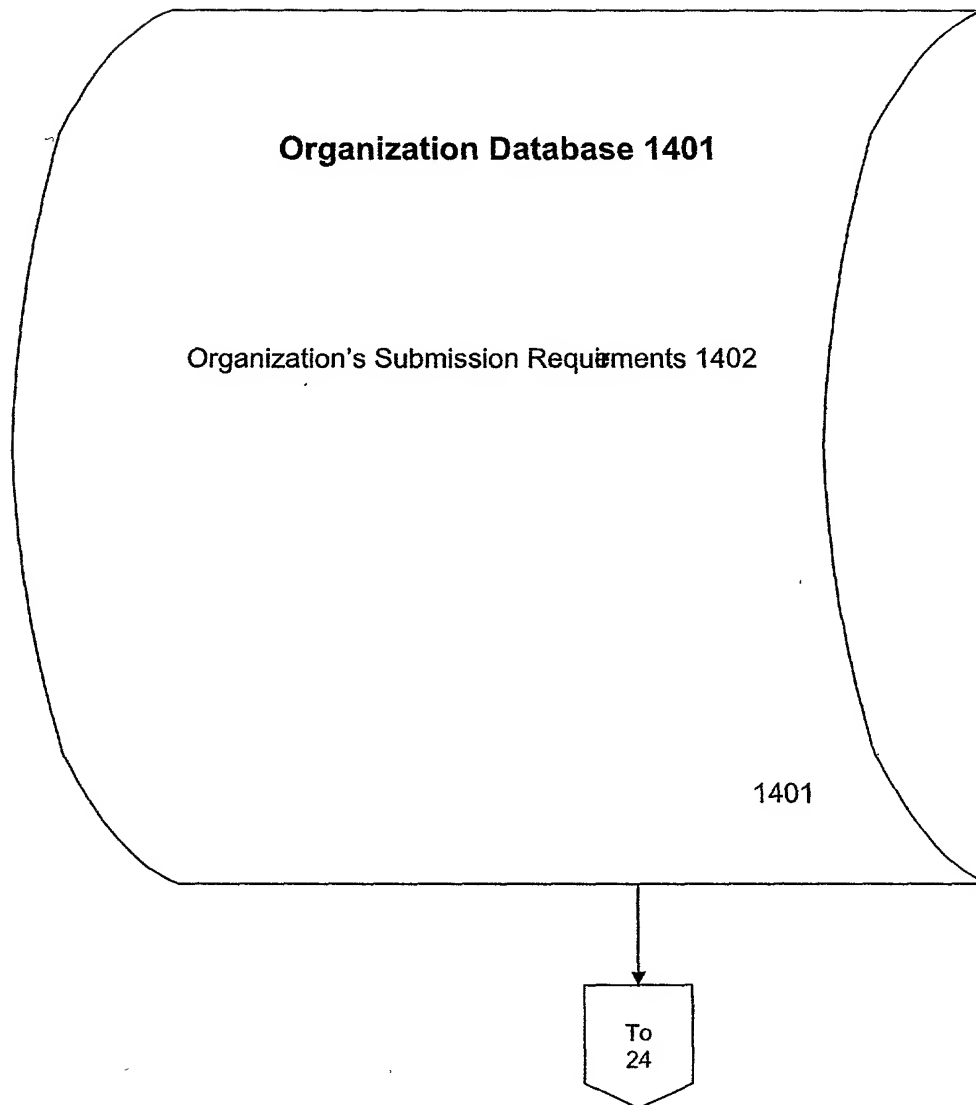 Organization Database 1401
Organization's Submission Requirements 1402
1401
To
24